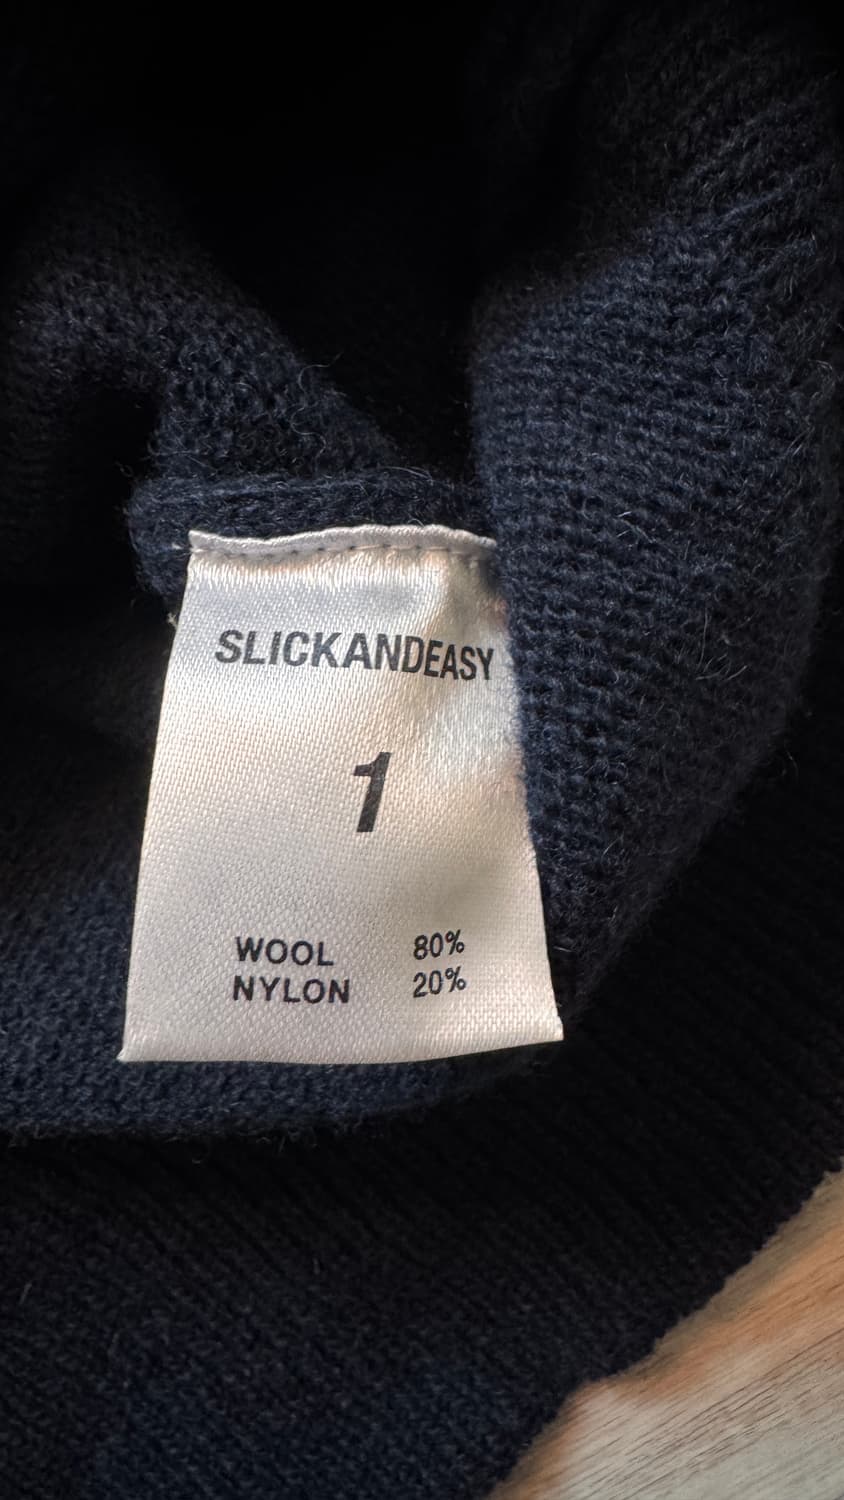 SLICKANDEASY
1
WOOL 80%
NYLON 20%